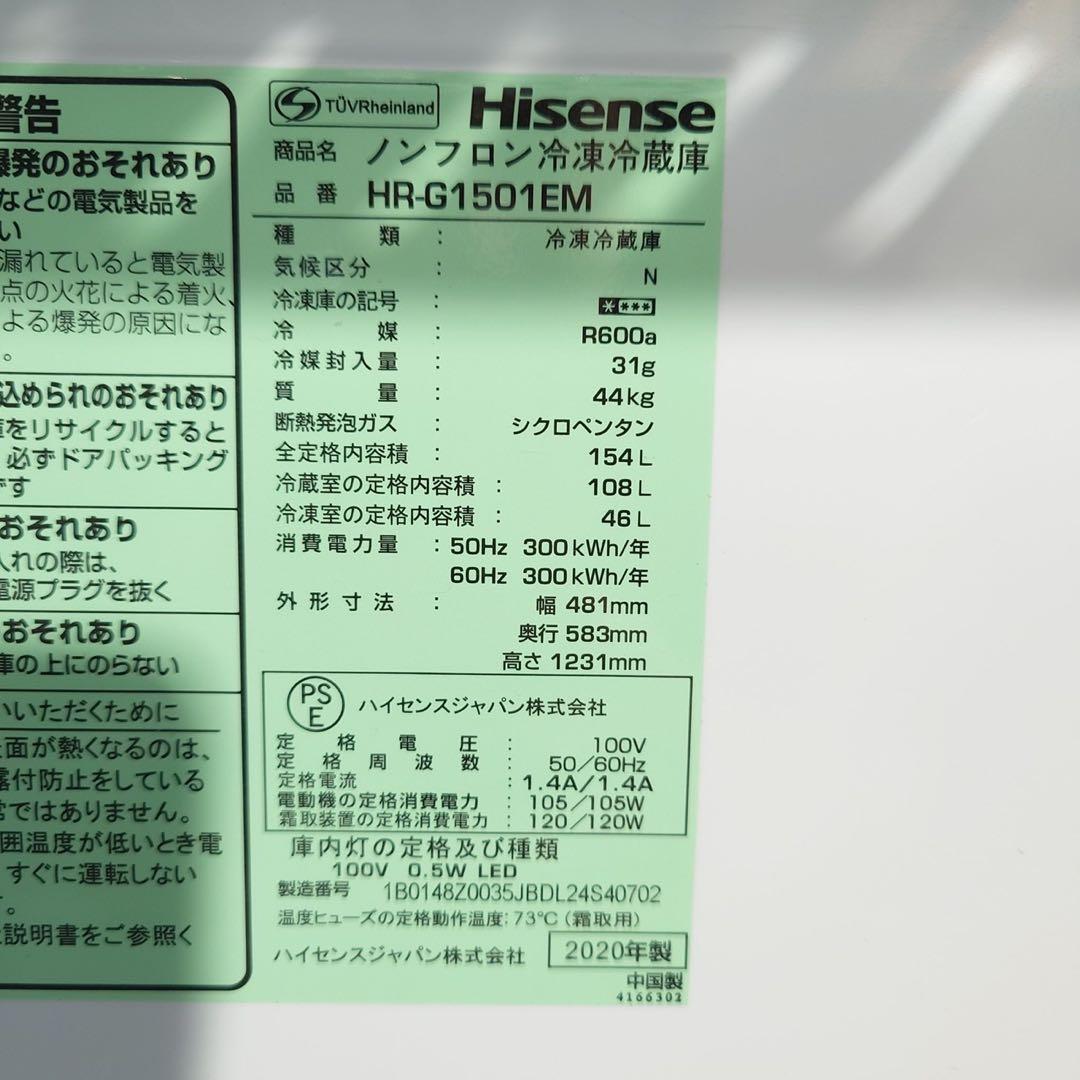 警告
爆発のおそれあり
などの電気製品を
い
漏れていると電気製
点の火花による着火、
よる爆発の原因にな
。
込められのおそれあり
庫をリサイクルすると
必ずドアパッキング
です
おそれあり
入れの際は、
電源プラグを抜く
おそれあり
庫の上にのらない
いいただくために
面が熱くなるのは、
露付防止をしている
常ではありません。
囲温度が低いとき電
すぐに運転しない
。
説明書をご参照く
TÜVRheinland Hisense
商品名 ノンフロン冷凍冷蔵庫
品番 HR-G1501EM
種類 : 冷凍冷蔵庫
気候区分 : N
冷凍庫の記号 : ****
冷媒 : R600a
冷媒封入量 : 31g
質量 : 44kg
断熱発泡ガス : シクロペンタン
全定格内容積 : 154L
冷蔵室の定格内容積 : 108L
冷凍室の定格内容積 : 46L
消費電力量 : 50Hz 300kWh/年
60Hz 300kWh/年
外形寸法 : 幅 481mm
奥行 583mm
高さ 1231mm
PSE ハイセンスジャパン株式会社
定格電圧 : 100V
定格周波数 : 50/60Hz
定格電流 : 1.4A/1.4A
電動機の定格消費電力 : 105/105W
霜取装置の定格消費電力 : 120/120W
庫内灯の定格及び種類
100V 0.5W LED
製造番号 1B0148Z0035JBDL24S40702
温度ヒューズの定格動作温度:73℃(霜取用)
ハイセンスジャパン株式会社 2020年製
中国製
4166302